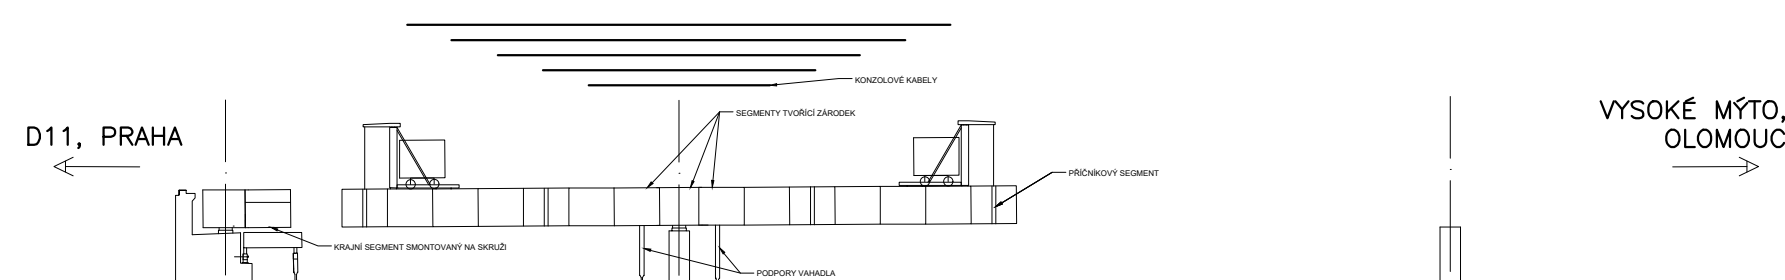 KONZOLOVÉ KABELY
SEGMENTY TVOŘÍCÍ ZÁRODEK
D11, PRAHA
VYSOKÉ MÝTO,
OLOMOUC
PŘÍČNÍKOVÝ SEGMENT
KRAJNÍ SEGMENT SMONTOVANÝ NA SKRUŽI
PODPORY VAHADLA